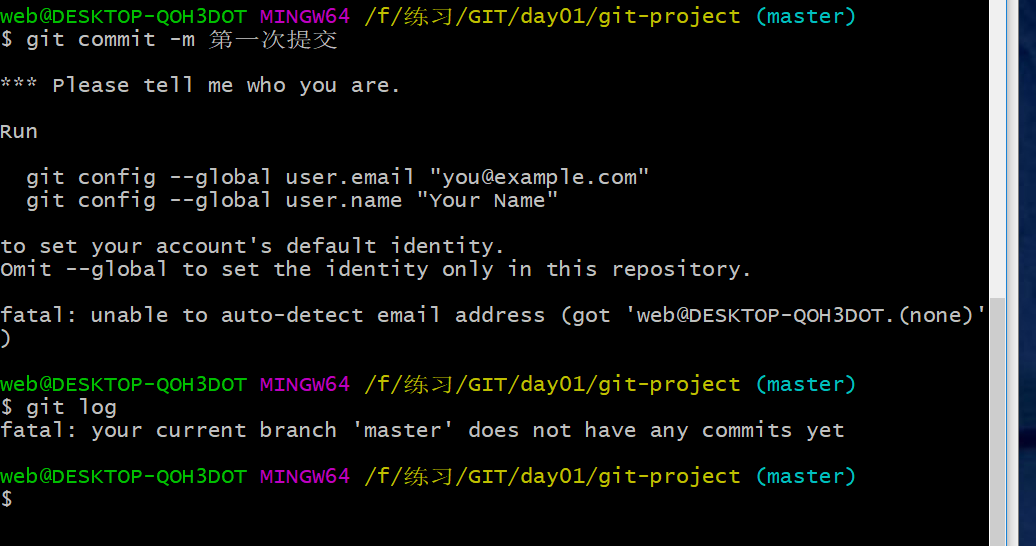 web@DESKTOP-QOH3DOT MINGW64 /f/练习/GIT/day01/git-project (master)
$ git commit -m 第一次提交
*** Please tell me who you are.
Run
git config --global user.email "you@example.com"
git config --global user.name "Your Name"
to set your account's default identity.
Omit --global to set the identity only in this repository.
fatal: unable to auto-detect email address (got 'web@DESKTOP-QOH3DOT.(none)'
)
web@DESKTOP-QOH3DOT MINGW64 /f/练习/GIT/day01/git-project (master)
$ git log
fatal: your current branch 'master' does not have any commits yet
web@DESKTOP-QOH3DOT MINGW64 /f/练习/GIT/day01/git-project (master)
$